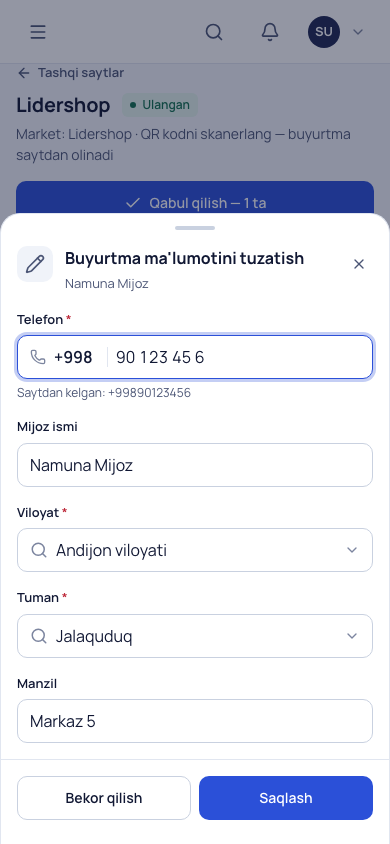 SU
Tashqi saytlar
Lidershop
Ulangan
Market: Lidershop · QR kodni skanerlang — buyurtma
saytdan olinadi
Qabul qilish — 1 ta
Buyurtma ma'lumotini tuzatish
Namuna Mijoz
Telefon *
+998 90 123 45 6
Saytdan kelgan: +99890123456
Mijoz ismi
Namuna Mijoz
Viloyat *
Andijon viloyati
Tuman *
Jalaquduq
Manzil
Markaz 5
Bekor qilish
Saqlash